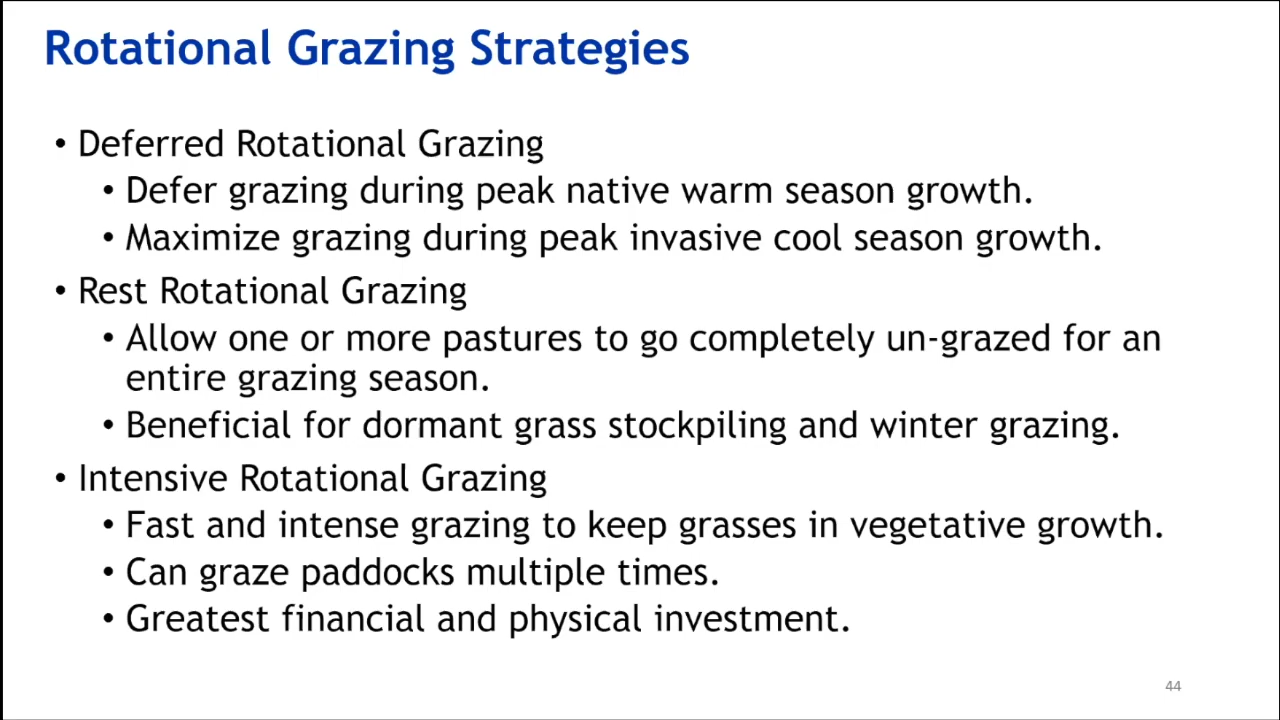 Rotational Grazing Strategies
• Deferred Rotational Grazing
• Defer grazing during peak native warm season growth.
• Maximize grazing during peak invasive cool season growth.
• Rest Rotational Grazing
• Allow one or more pastures to go completely un-grazed for an
entire grazing season.
• Beneficial for dormant grass stockpiling and winter grazing.
• Intensive Rotational Grazing
• Fast and intense grazing to keep grasses in vegetative growth.
• Can graze paddocks multiple times.
• Greatest financial and physical investment.
44